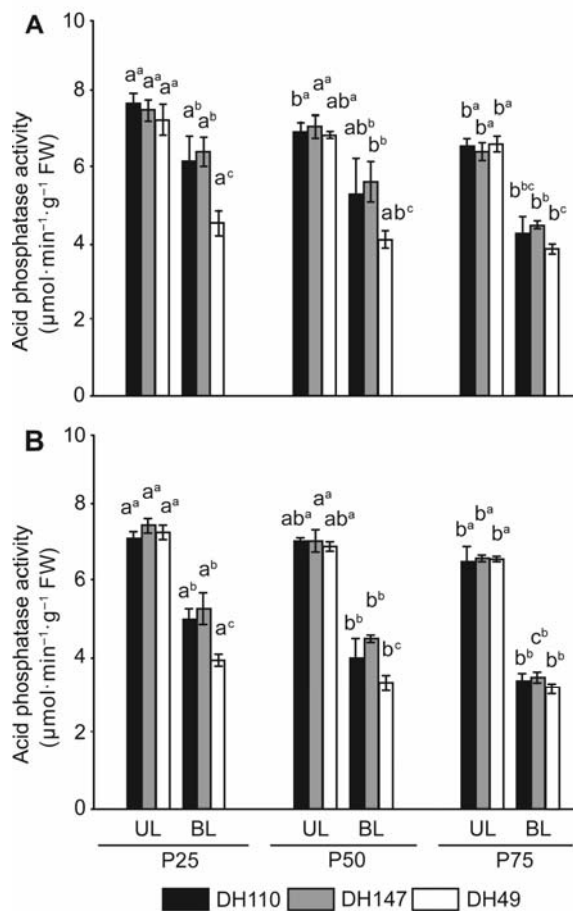 A
Acid phosphatase activity
(µmol·min⁻¹·g⁻¹ FW)
10
8
6
4
2
0
aᵃ aᵃ aᵃ
aᵇ aᵇ
aᶜ
bᵃ aᵃ abᵃ
abᵇ bᵇ
abᶜ
bᵃ bᵃ bᵃ
bᵇᶜ bᵇ bᶜ
B
Acid phosphatase activity
(µmol·min⁻¹·g⁻¹ FW)
10
8
6
4
2
0
aᵃ aᵃ aᵃ
aᵇ aᵇ
aᶜ
abᵃ aᵃ abᵃ
bᵇ bᵇ
bᶜ
bᵃ bᵃ bᵃ
bᵇ cᵇ bᵇ
UL BL UL BL UL BL
P25 P50 P75
DH110 DH147 DH49